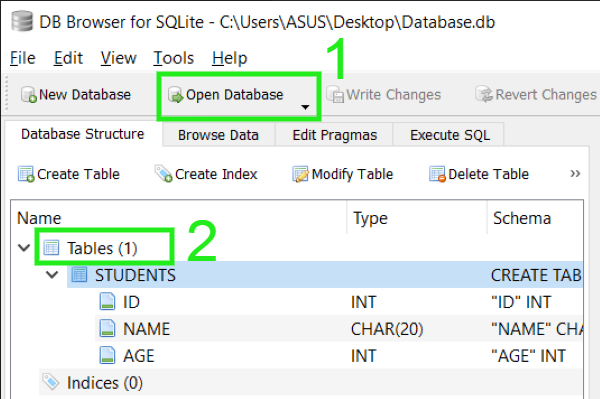 DB Browser for SQLite - C:\Users\ASUS\Desktop\Database.db
File Edit View Tools Help
1
New Database Open Database Write Changes Revert Changes
Database Structure Browse Data Edit Pragmas Execute SQL
Create Table Create Index Modify Table Delete Table »
Name Type Schema
Tables (1) 2
STUDENTS CREATE TAB
ID INT "ID" INT
NAME CHAR(20) "NAME" CHA
AGE INT "AGE" INT
Indices (0)